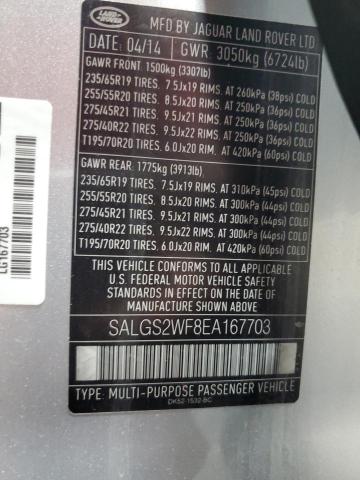 LAND
ROVER
MFD BY JAGUAR LAND ROVER LTD
DATE: 04/14 GWR: 3050kg (6724lb)
GAWR FRONT 1500kg (3307lb)
235/65R19 TIRES. 7.5Jx19 RIMS. AT 260kPa (38psi) COLD
255/55R20 TIRES. 8.5Jx20 RIMS. AT 250kPa (36psi) COLD
275/45R21 TIRES. 9.5Jx21 RIMS. AT 250kPa (36psi) COLD
275/40R22 TIRES. 9.5Jx22 RIMS. AT 250kPa (36psi) COLD
T195/70R20 TIRES. 6.0Jx20 RIM. AT 420kPa (60psi) COLD
GAWR REAR: 1775kg (3913lb)
235/65R19 TIRES. 7.5Jx19 RIMS. AT 310kPa (45psi) COLD
255/55R20 TIRES. 8.5Jx20 RIMS. AT 300kPa (44psi) COLD
275/45R21 TIRES. 9.5Jx21 RIMS. AT 300kPa (44psi) COLD
275/40R22 TIRES. 9.5Jx22 RIMS. AT 300kPa (44psi) COLD
T195/70R20 TIRES. 6.0Jx20 RIM. AT 420kPa (60psi) COLD
THIS VEHICLE CONFORMS TO ALL APPLICABLE
U.S. FEDERAL MOTOR VEHICLE SAFETY
STANDARDS IN EFFECT ON THE DATE OF
MANUFACTURE SHOWN ABOVE.
SALGS2WF8EA167703
TYPE: MULTI-PURPOSE PASSENGER VEHICLE
DK52-1532-BC
LG167703